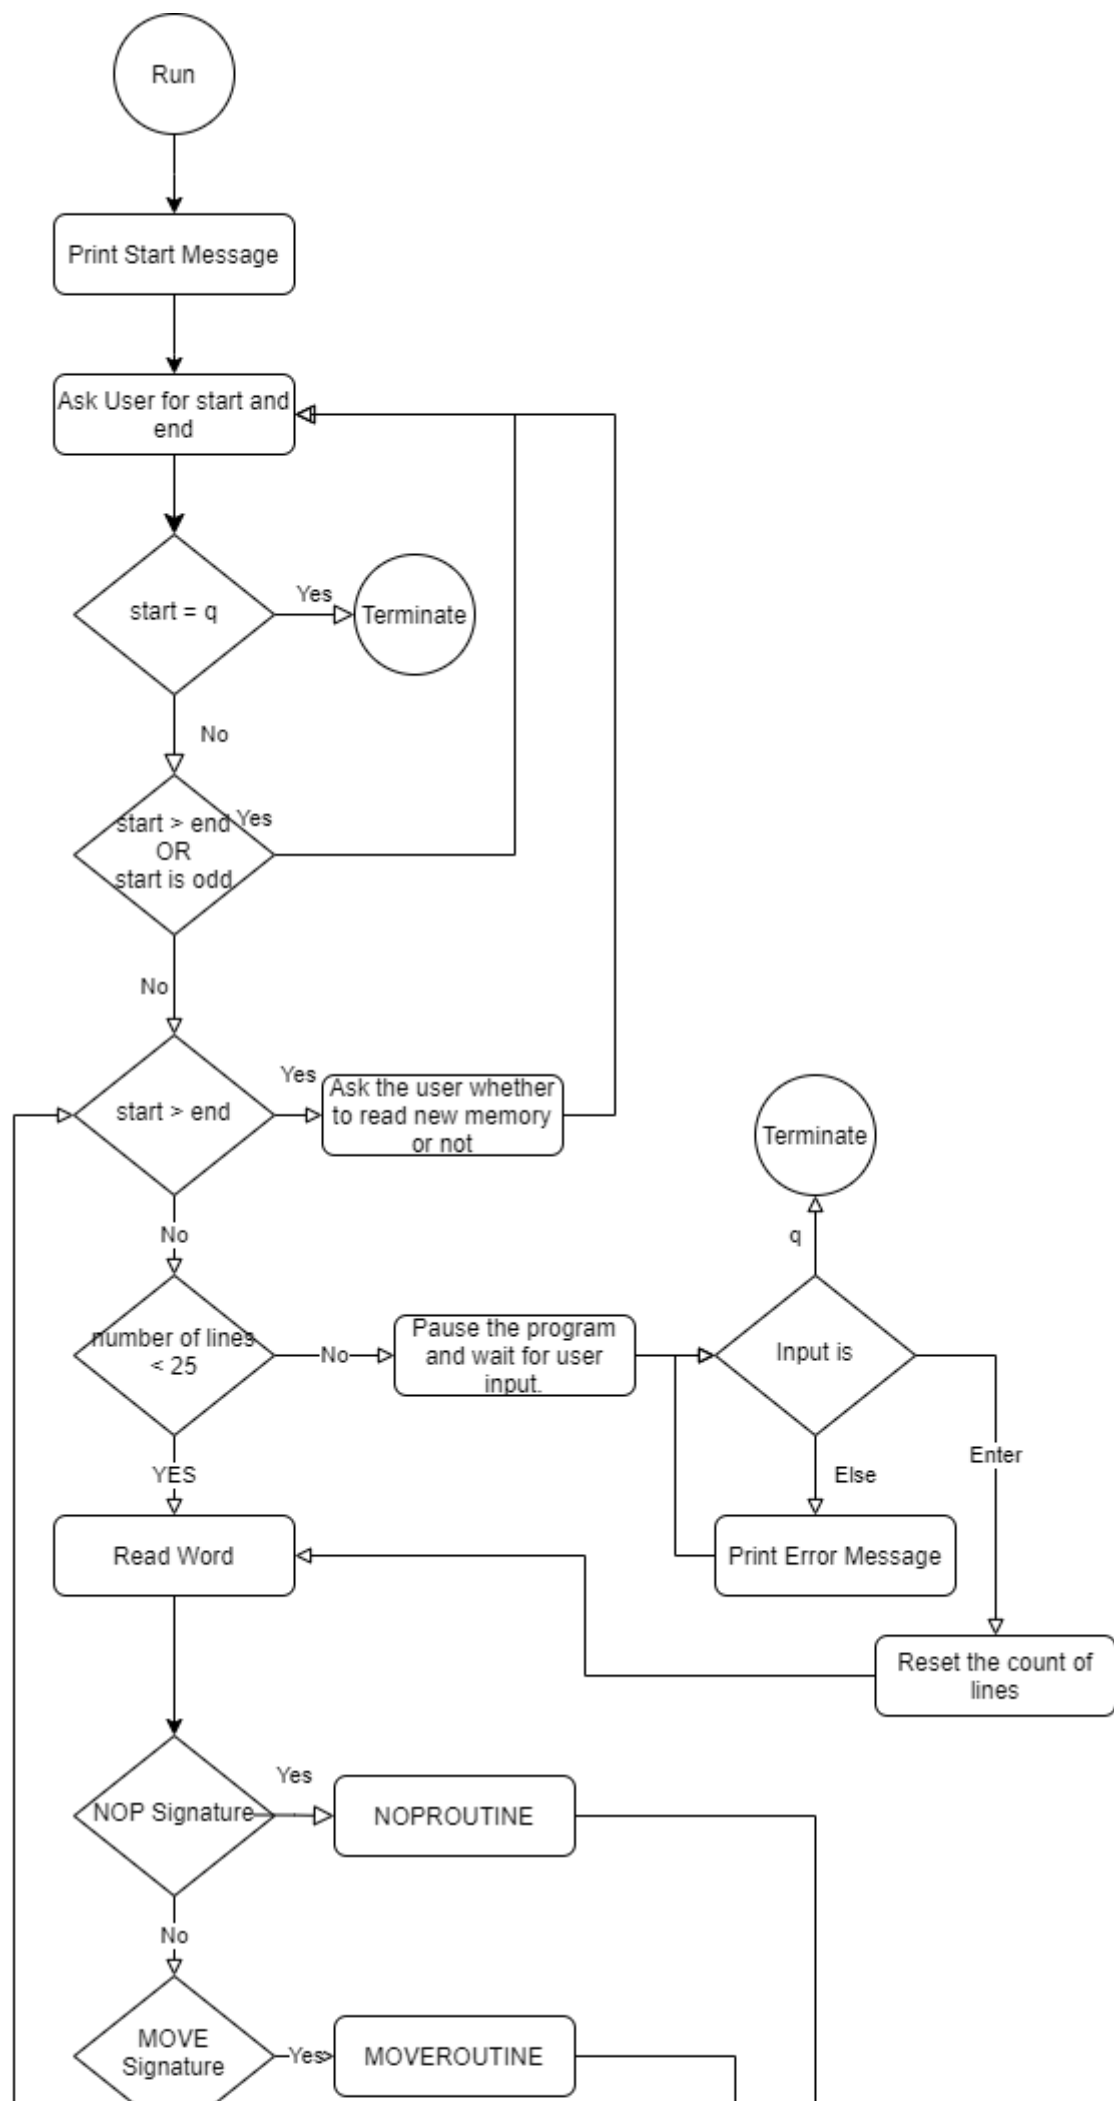 Run
Print Start Message
Ask User for start and
end
start = q
Yes
Terminate
No
start > end
OR
start is odd
Yes
No
start > end
Yes
Ask the user whether
to read new memory
or not
Terminate
No
q
number of lines
< 25
No
Pause the program
and wait for user
input.
Input is
YES
Else
Enter
Read Word
Print Error Message
Reset the count of
lines
NOP Signature
Yes
NOPROUTINE
No
MOVE
Signature
Yes
MOVEROUTINE